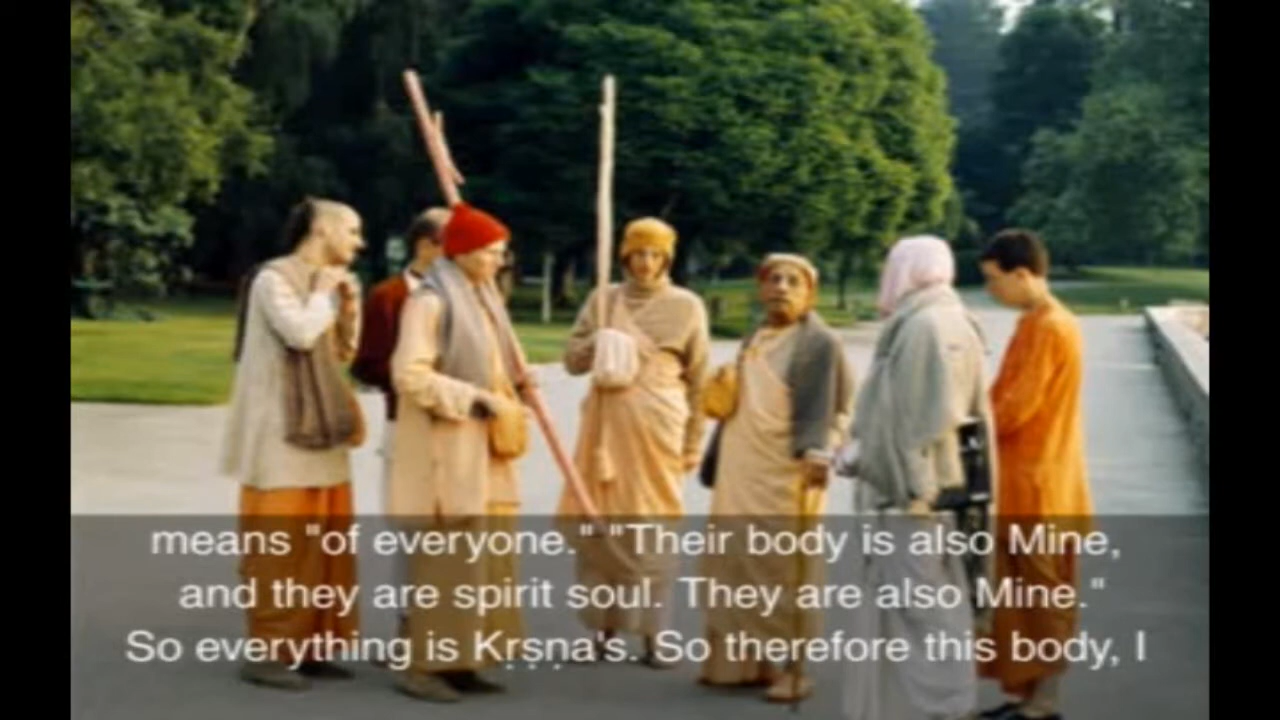 means "of everyone." "Their body is also Mine,
and they are spirit soul. They are also Mine."
So everything is Kṛṣṇa's. So therefore this body, I